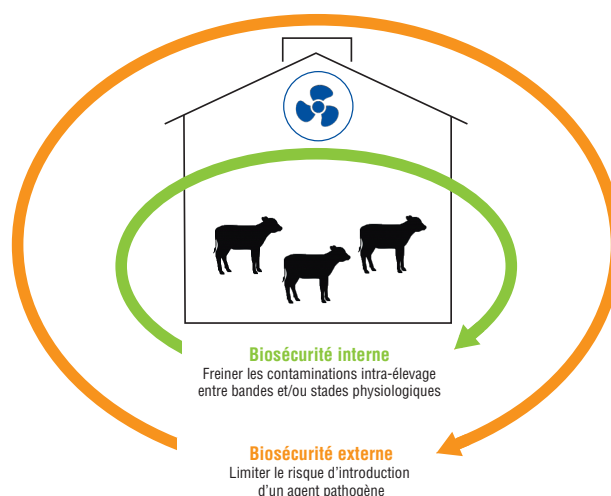 Biosécurité interne
Freiner les contaminations intra-élevage
entre bandes et/ou stades physiologiques
Biosécurité externe
Limiter le risque d’introduction
d’un agent pathogène